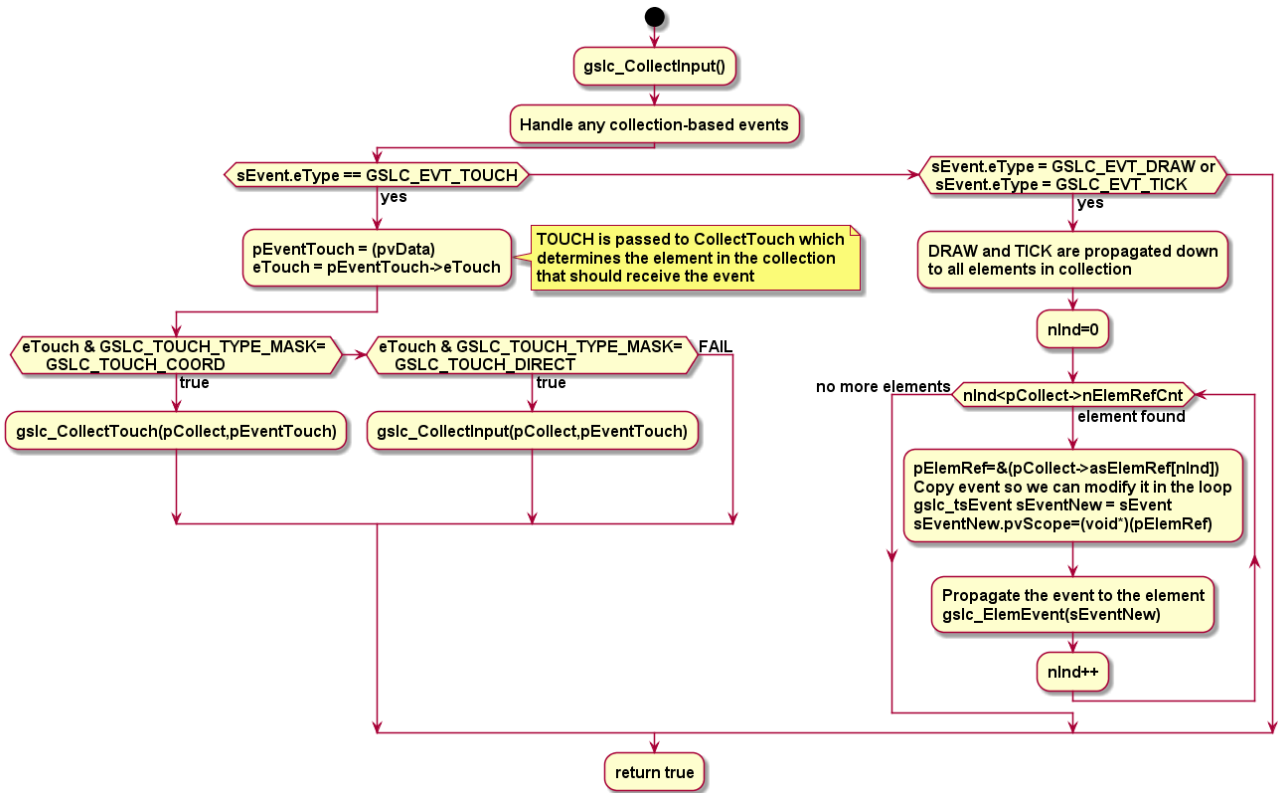 gslc_CollectInput()
Handle any collection-based events
sEvent.eType == GSLC_EVT_TOUCH
yes
pEventTouch = (pvData)
eTouch = pEventTouch->eTouch
TOUCH is passed to CollectTouch which
determines the element in the collection
that should receive the event
eTouch & GSLC_TOUCH_TYPE_MASK=
GSLC_TOUCH_COORD
true
gslc_CollectTouch(pCollect,pEventTouch)
eTouch & GSLC_TOUCH_TYPE_MASK=
GSLC_TOUCH_DIRECT
FAIL
true
gslc_CollectInput(pCollect,pEventTouch)
sEvent.eType = GSLC_EVT_DRAW or
sEvent.eType = GSLC_EVT_TICK
yes
DRAW and TICK are propagated down
to all elements in collection
nInd=0
no more elements
nInd<pCollect->nElemRefCnt
element found
pElemRef=&(pCollect->asElemRef[nInd])
Copy event so we can modify it in the loop
gslc_tsEvent sEventNew = sEvent
sEventNew.pvScope=(void*)(pElemRef)
Propagate the event to the element
gslc_ElemEvent(sEventNew)
nInd++
return true